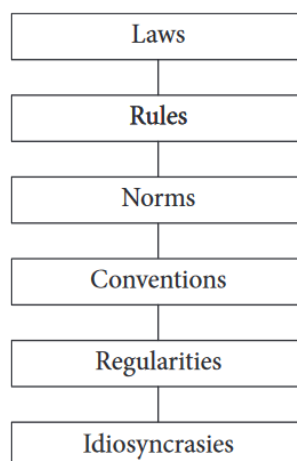 Laws
Rules
Norms
Conventions
Regularities
Idiosyncrasies